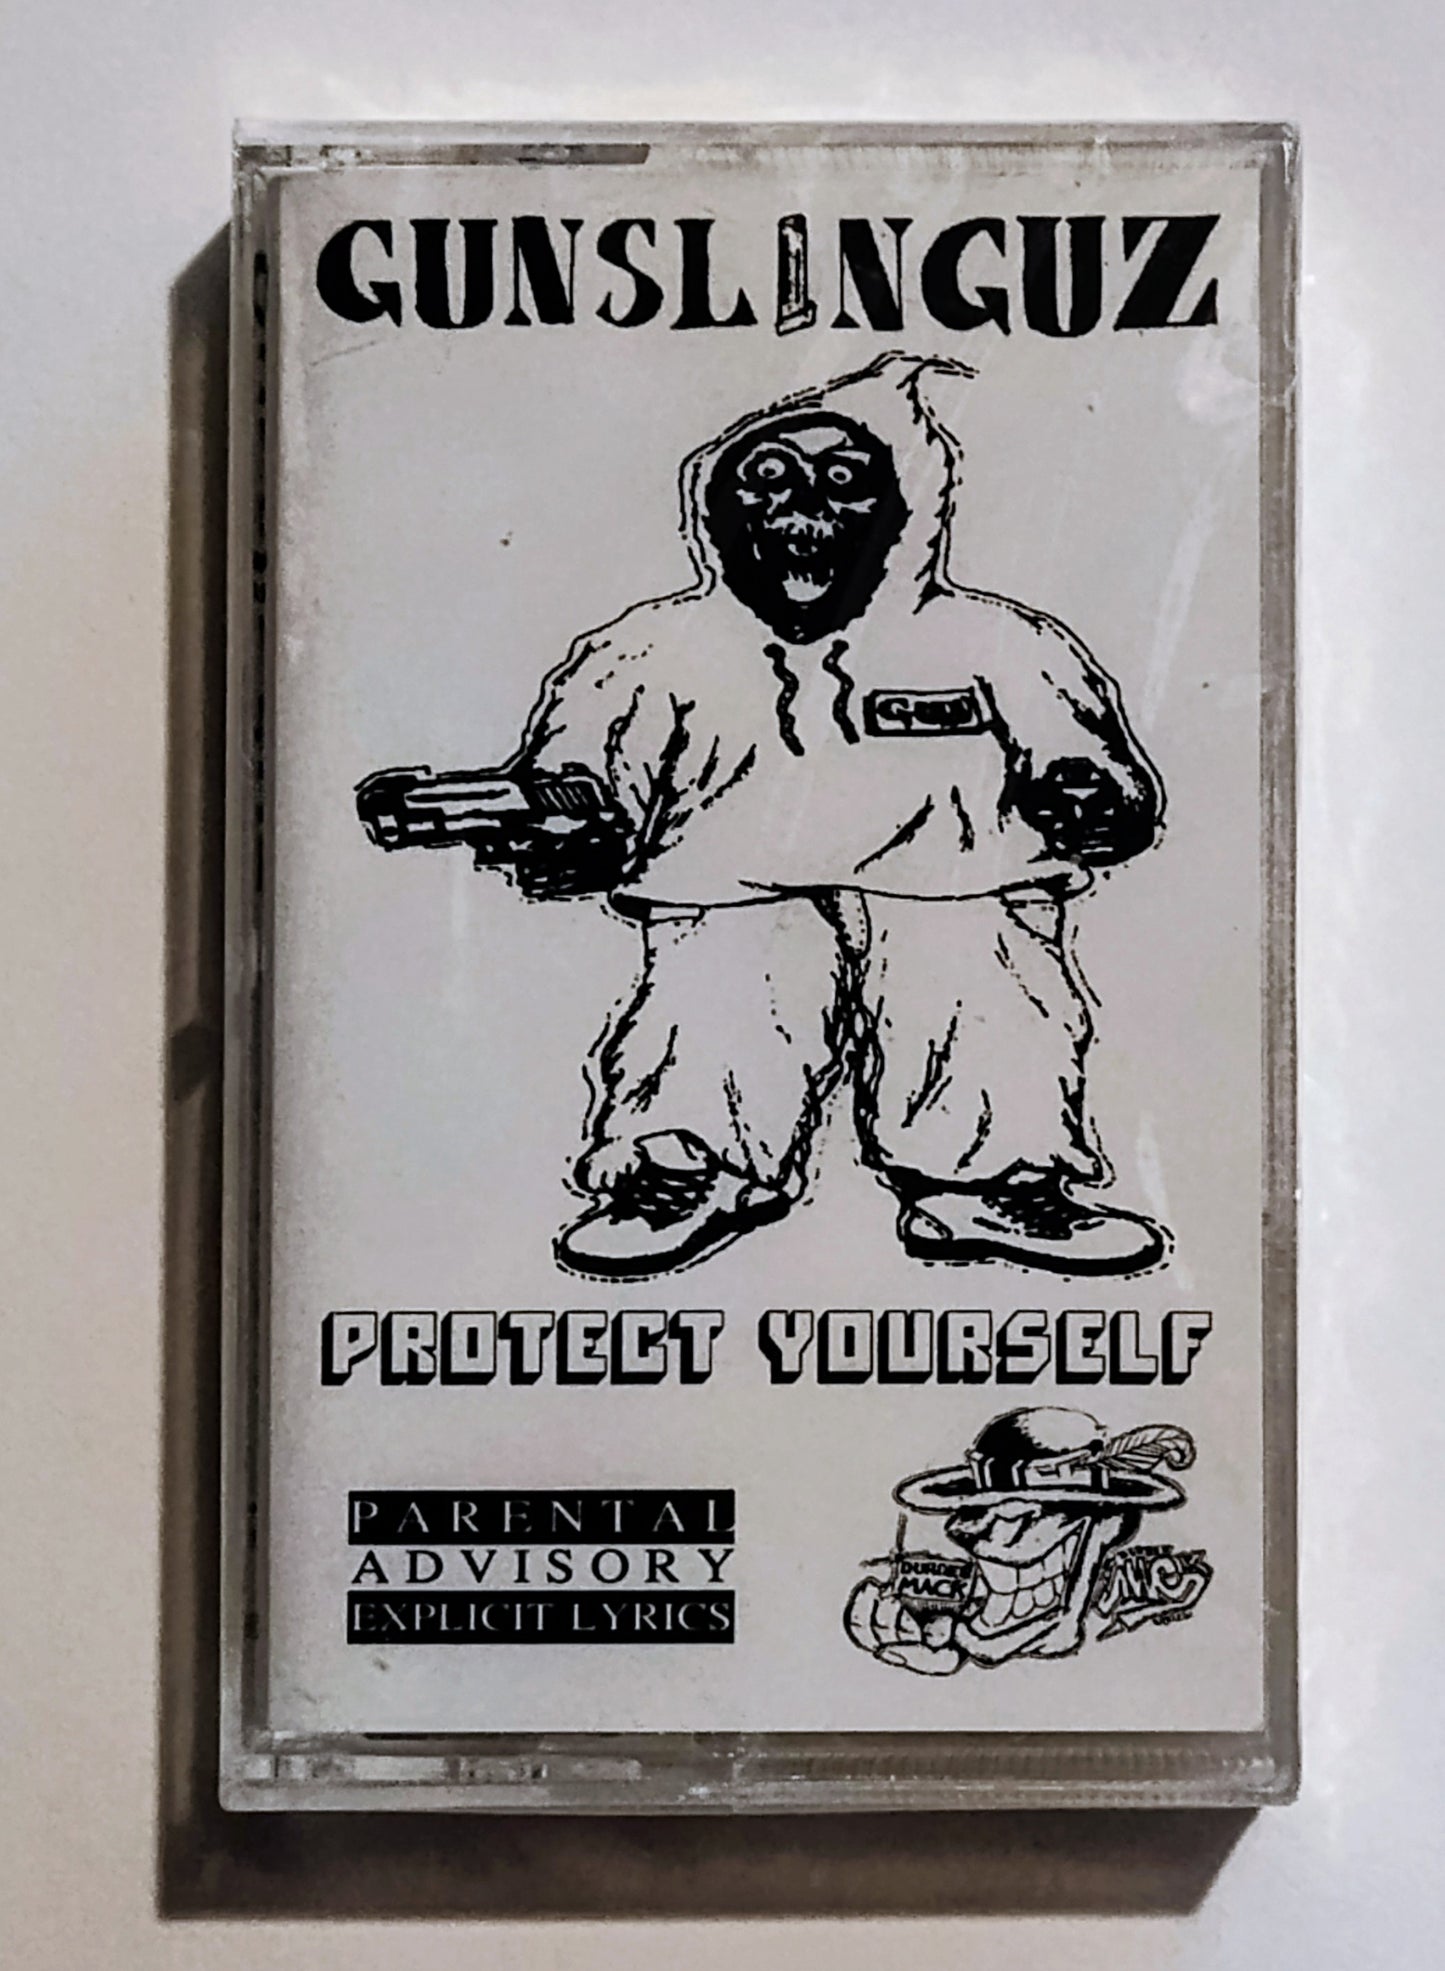 GUNSLINGUZ
PROTECT YOURSELF
PARENTAL
ADVISORY
EXPLICIT LYRICS
MACK